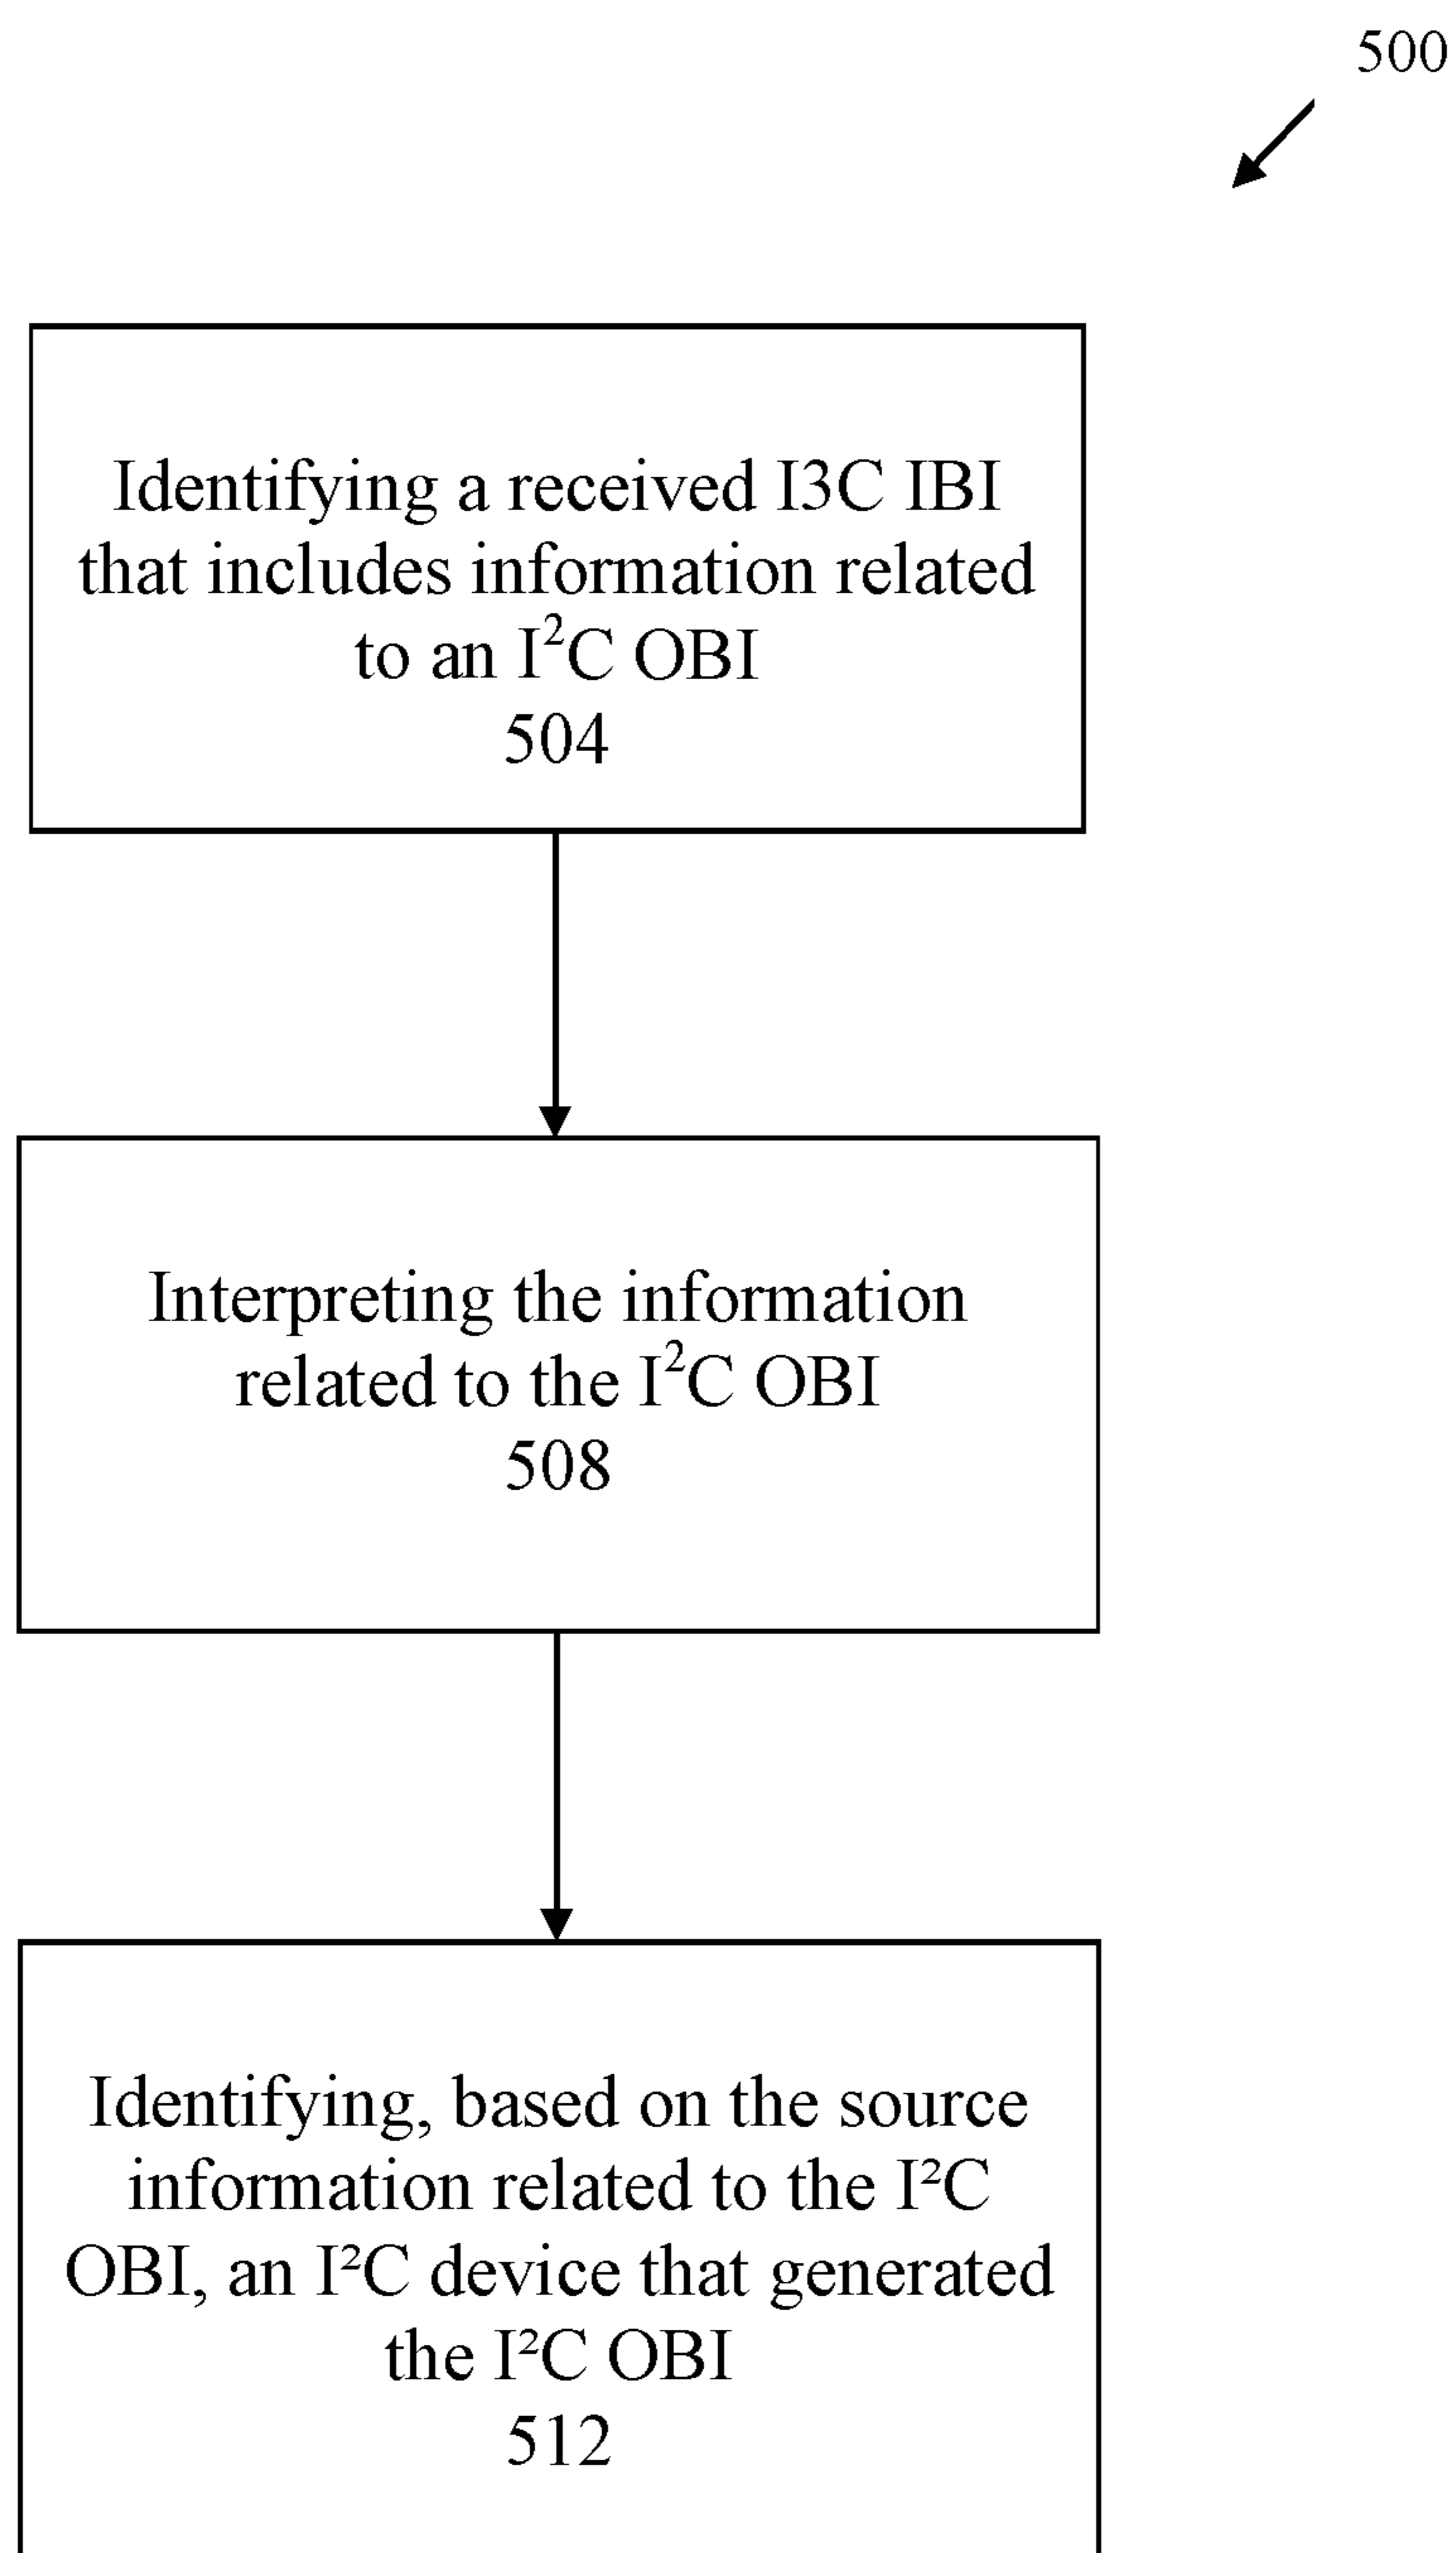 500
Identifying a received I3C IBI
that includes information related
to an I²C OBI
504
Interpreting the information
related to the I²C OBI
508
Identifying, based on the source
information related to the I²C
OBI, an I²C device that generated
the I²C OBI
512